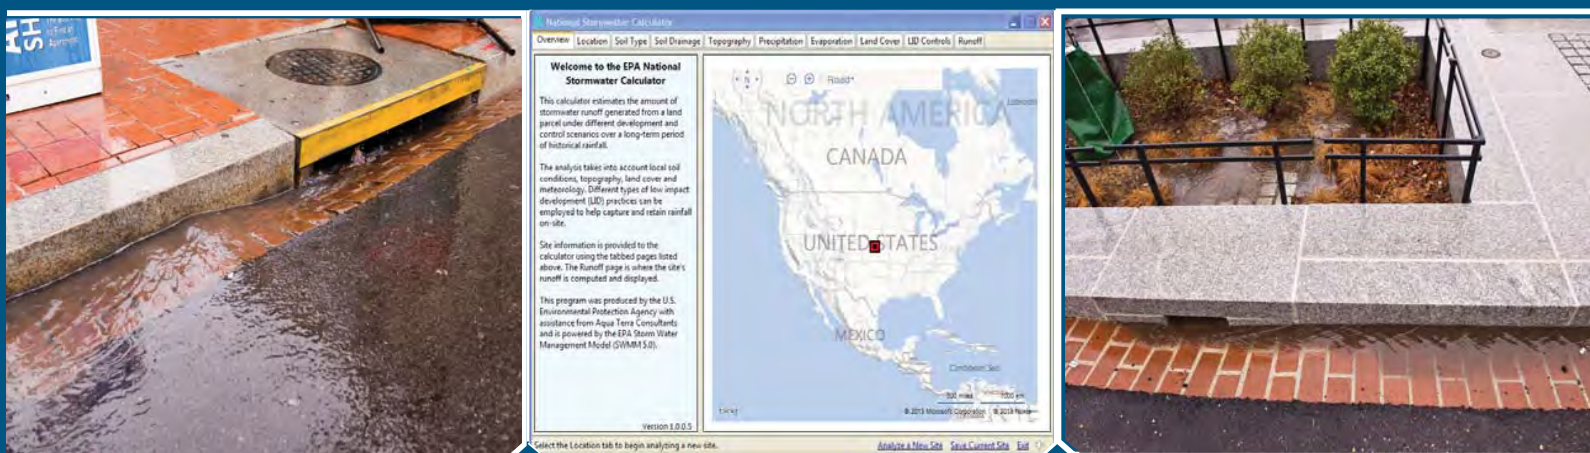 AR
SH
National Stormwater Calculator
Overview Location Soil Type Soil Drainage Topography Precipitation Evaporation Land Cover LID Controls Runoff
Welcome to the EPA National
Stormwater Calculator
This calculator estimates the amount of
stormwater runoff generated from a land
parcel under different development and
control scenarios over a long-term period
of historical rainfall.
The analysis takes into account local soil
conditions, topography, land cover and
meteorology. Different types of low impact
development (LID) practices can be
employed to help capture and retain rainfall
on-site.
Site information is provided to the
calculator using the tabbed pages listed
above. The Runoff page is where the site's
runoff is computed and displayed.
This program was produced by the U.S.
Environmental Protection Agency with
assistance from Aqua Terra Consultants
and is powered by the EPA Storm Water
Management Model (SWMM 5.0).
Version 1.0.0.5
N
Road
NORTH AMERICA
CANADA
UNITED STATES
MEXICO
Caribbean Sea
500 miles 1000 km
© 2013 Microsoft Corporation © 2013 Nokia
Select the Location tab to begin analyzing a new site.
Analyze a New Site Save Current Site Exit